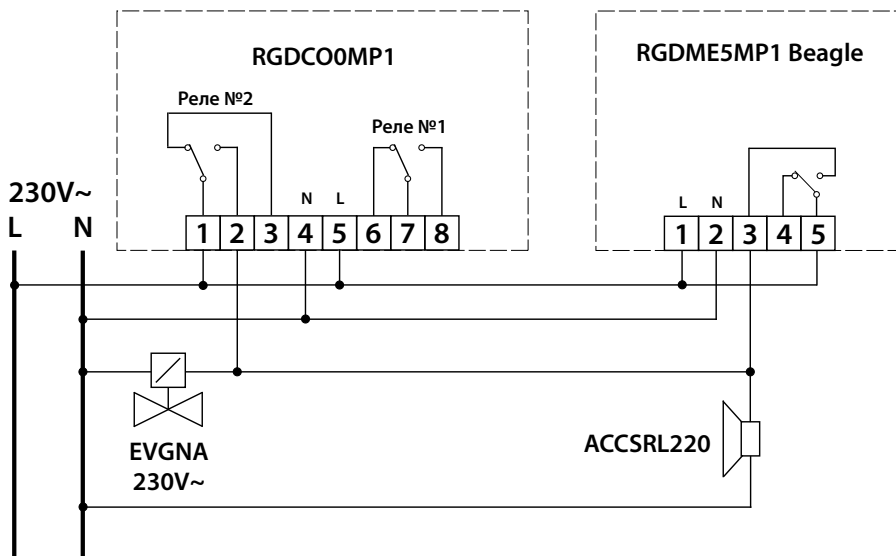 RGDCO0MP1
RGDME5MP1 Beagle
Реле №2
Реле №1
230V~
L N
N L
L N
1 2 3 4 5 6 7 8
1 2 3 4 5
EVGNA
230V~
ACCSRL220